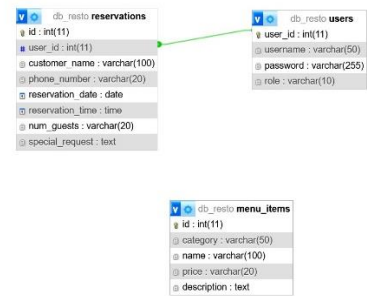 db_resto reservations
id : int(11)
user_id : int(11)
customer_name : varchar(100)
phone_number : varchar(20)
reservation_date : date
reservation_time : time
num_guests : varchar(20)
special_request : text
db_resto users
user_id : int(11)
username : varchar(50)
password : varchar(255)
role : varchar(10)
db_resto menu_items
id : int(11)
category : varchar(50)
name : varchar(100)
price : varchar(20)
description : text